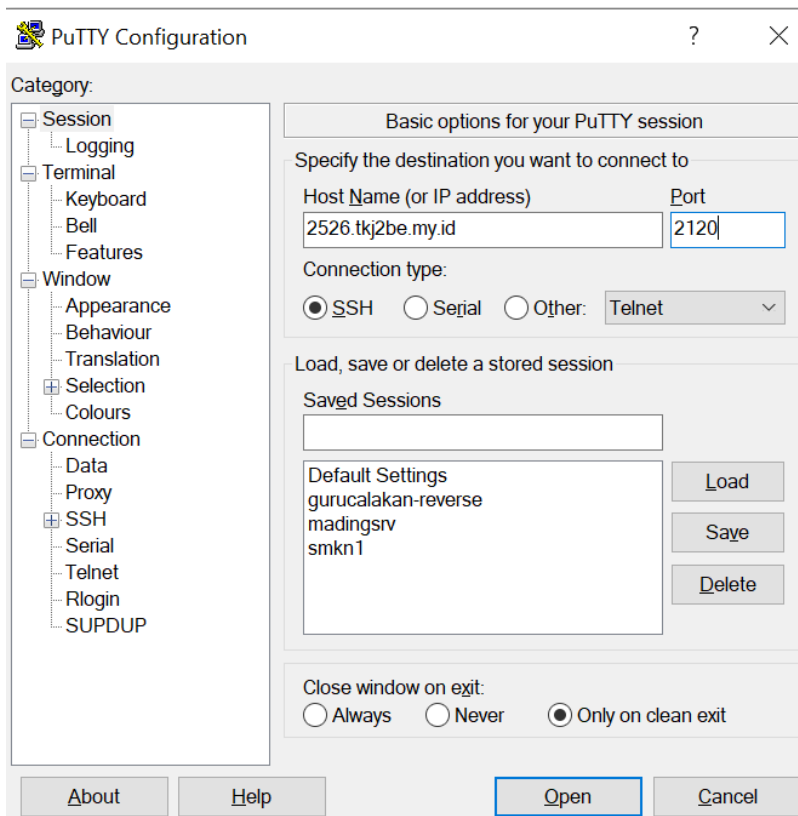 PuTTY Configuration
?
Category:
Session
Logging
Terminal
Keyboard
Bell
Features
Window
Appearance
Behaviour
Translation
Selection
Colours
Connection
Data
Proxy
SSH
Serial
Telnet
Rlogin
SUPDUP
Basic options for your PuTTY session
Specify the destination you want to connect to
Host Name (or IP address) Port
2526.tkj2be.my.id 2120
Connection type:
SSH Serial Other: Telnet
Load, save or delete a stored session
Saved Sessions
Default Settings
gurucalakan-reverse
madingsrv
smkn1
Load
Save
Delete
Close window on exit:
Always Never Only on clean exit
About Help Open Cancel